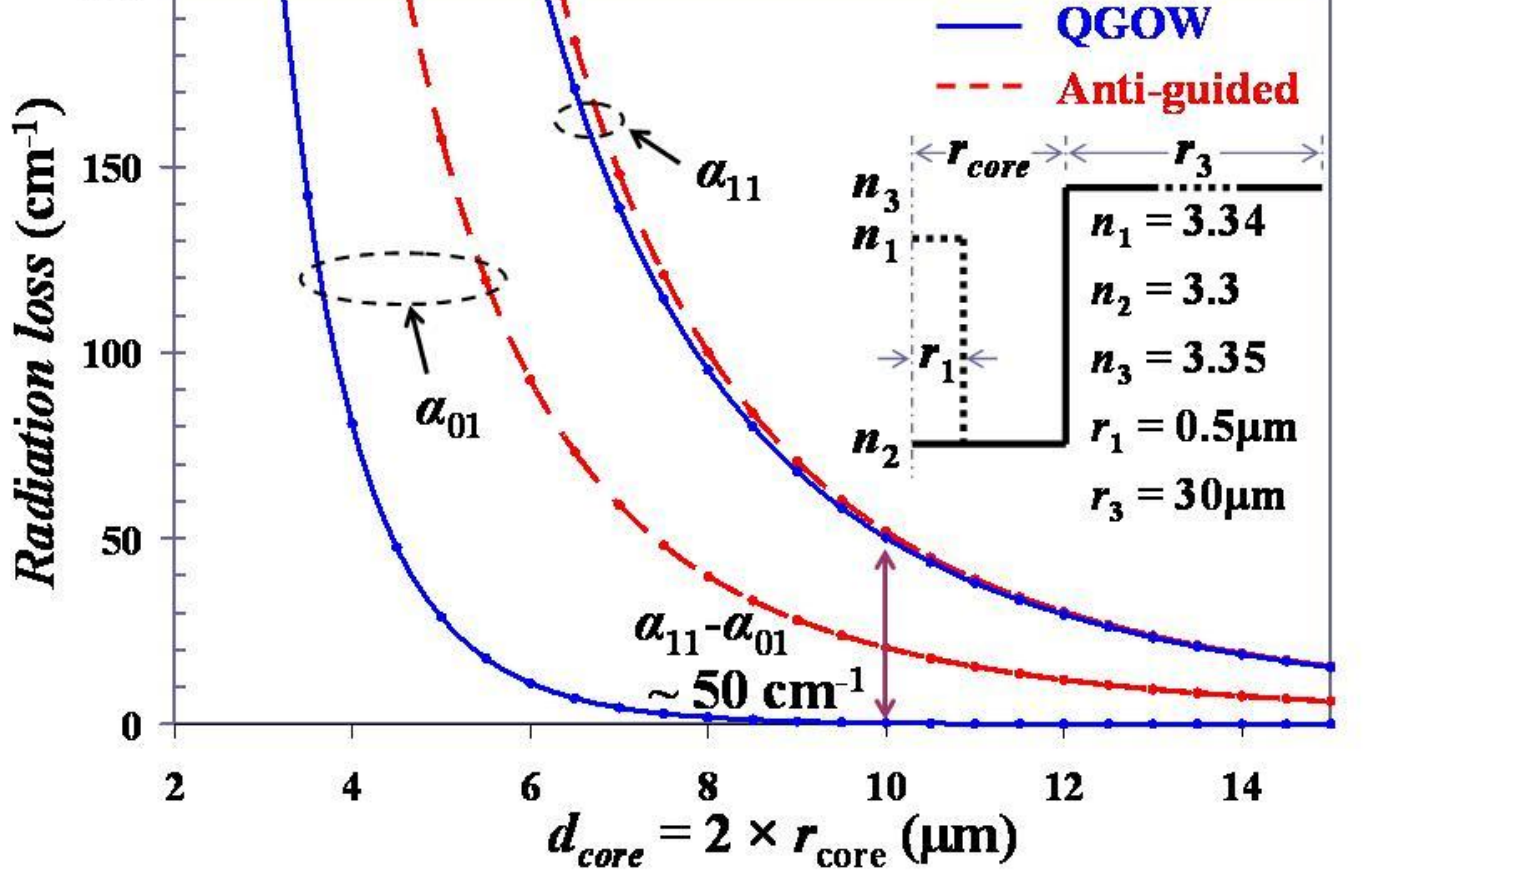 QGOW
Anti-guided
Radiation loss (cm⁻¹)
150
100
50
0
α₁₁
α₀₁
α₁₁-α₀₁
~ 50 cm⁻¹
r_core
r₃
n₃
n₁
r₁
n₂
n₁ = 3.34
n₂ = 3.3
n₃ = 3.35
r₁ = 0.5μm
r₃ = 30μm
2 4 6 8 10 12 14
d_core = 2 × r_core (μm)